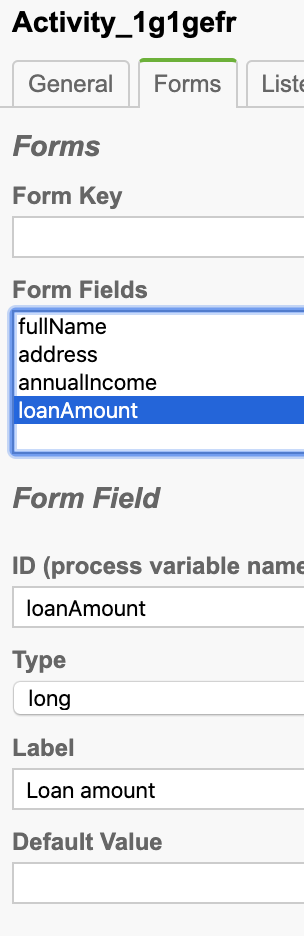 Activity_1g1gefr
General Forms Liste
Forms
Form Key
Form Fields
fullName
address
annualIncome
loanAmount
Form Field
ID (process variable name
loanAmount
Type
long
Label
Loan amount
Default Value